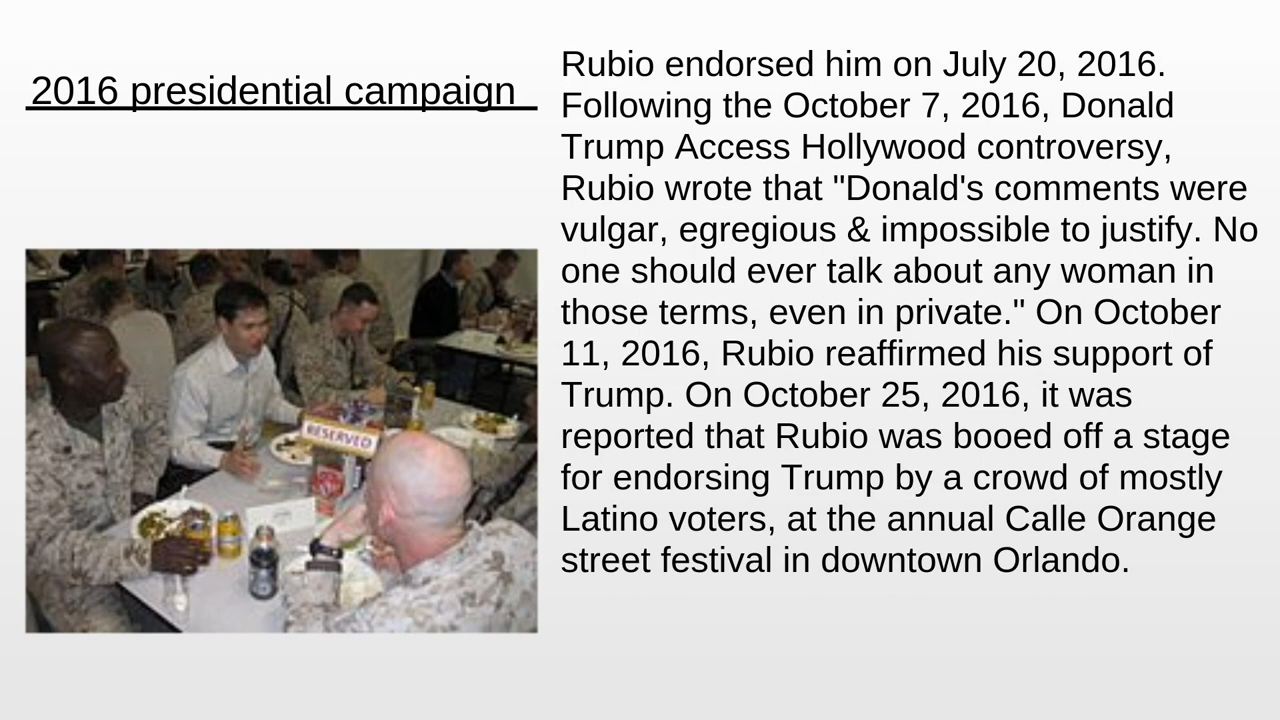 2016 presidential campaign
Rubio endorsed him on July 20, 2016.
Following the October 7, 2016, Donald
Trump Access Hollywood controversy,
Rubio wrote that "Donald's comments were
vulgar, egregious & impossible to justify. No
one should ever talk about any woman in
those terms, even in private." On October
11, 2016, Rubio reaffirmed his support of
Trump. On October 25, 2016, it was
reported that Rubio was booed off a stage
for endorsing Trump by a crowd of mostly
Latino voters, at the annual Calle Orange
street festival in downtown Orlando.
RESERVED